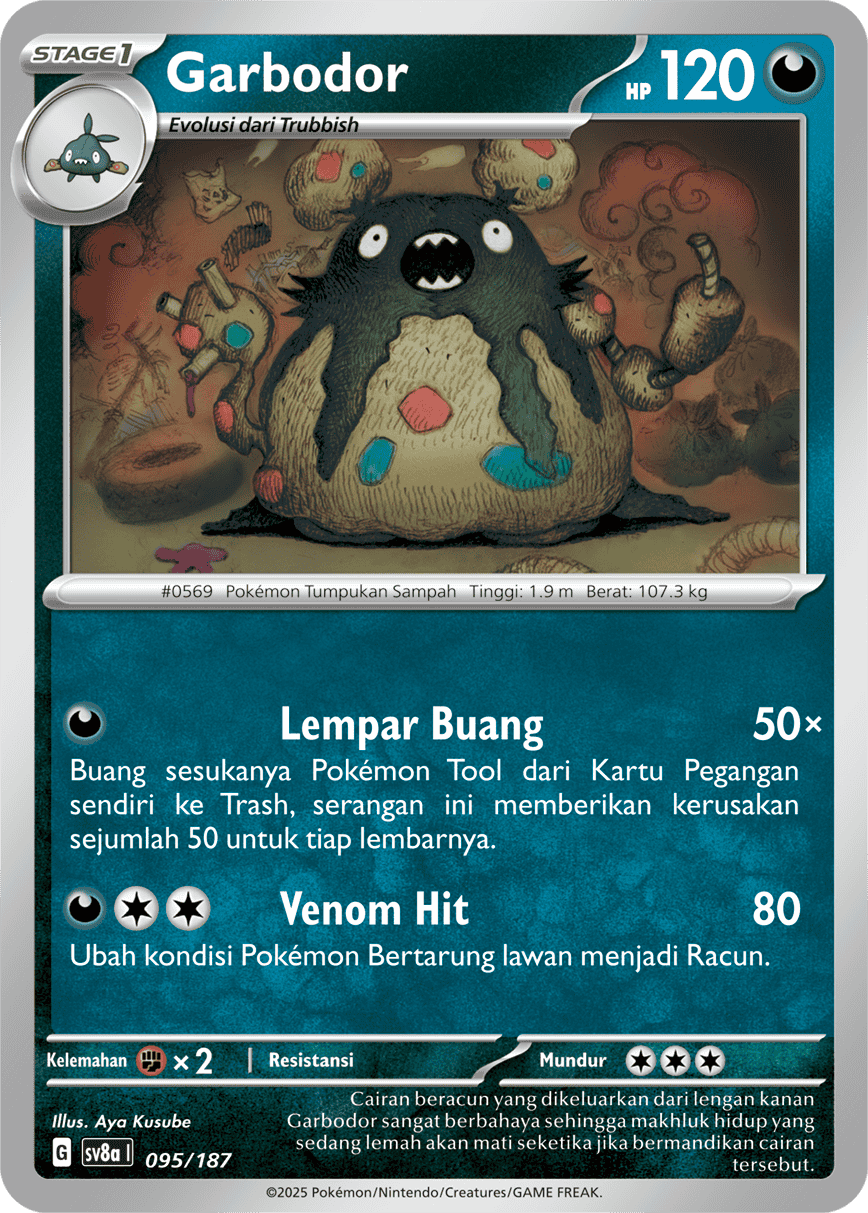 STAGE 1
Garbodor
HP 120
Evolusi dari Trubbish
#0569 Pokémon Tumpukan Sampah Tinggi: 1.9 m Berat: 107.3 kg
Lempar Buang 50×
Buang sesukanya Pokémon Tool dari Kartu Pegangan
sendiri ke Trash, serangan ini memberikan kerusakan
sejumlah 50 untuk tiap lembarnya.
Venom Hit 80
Ubah kondisi Pokémon Bertarung lawan menjadi Racun.
Kelemahan ×2 | Resistansi Mundur
Illus. Aya Kusube
G sv8a I 095/187
Cairan beracun yang dikeluarkan dari lengan kanan
Garbodor sangat berbahaya sehingga makhluk hidup yang
sedang lemah akan mati seketika jika bermandikan cairan
tersebut.
©2025 Pokémon/Nintendo/Creatures/GAME FREAK.